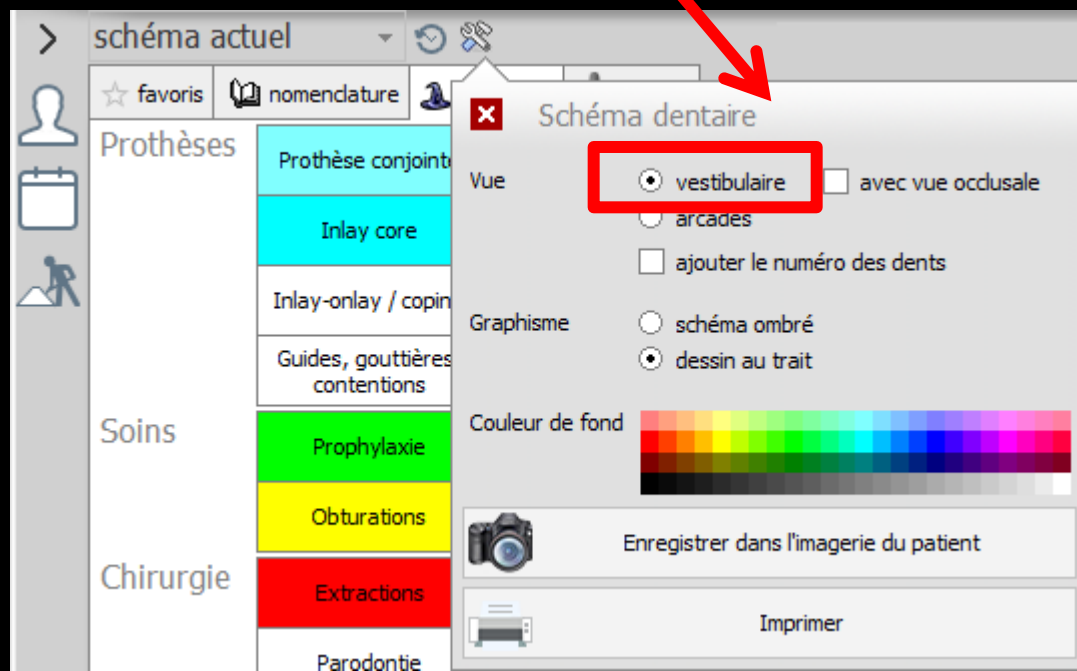 schéma actuel
favoris
nomenclature
Schéma dentaire
Prothèses
Prothèse conjointe
Inlay core
Inlay-onlay / copin
Guides, gouttières
contentions
Soins
Prophylaxie
Obturations
Chirurgie
Extractions
Parodontie
Vue
vestibulaire
avec vue occlusale
arcades
ajouter le numéro des dents
Graphisme
schéma ombré
dessin au trait
Couleur de fond
Enregistrer dans l'imagerie du patient
Imprimer